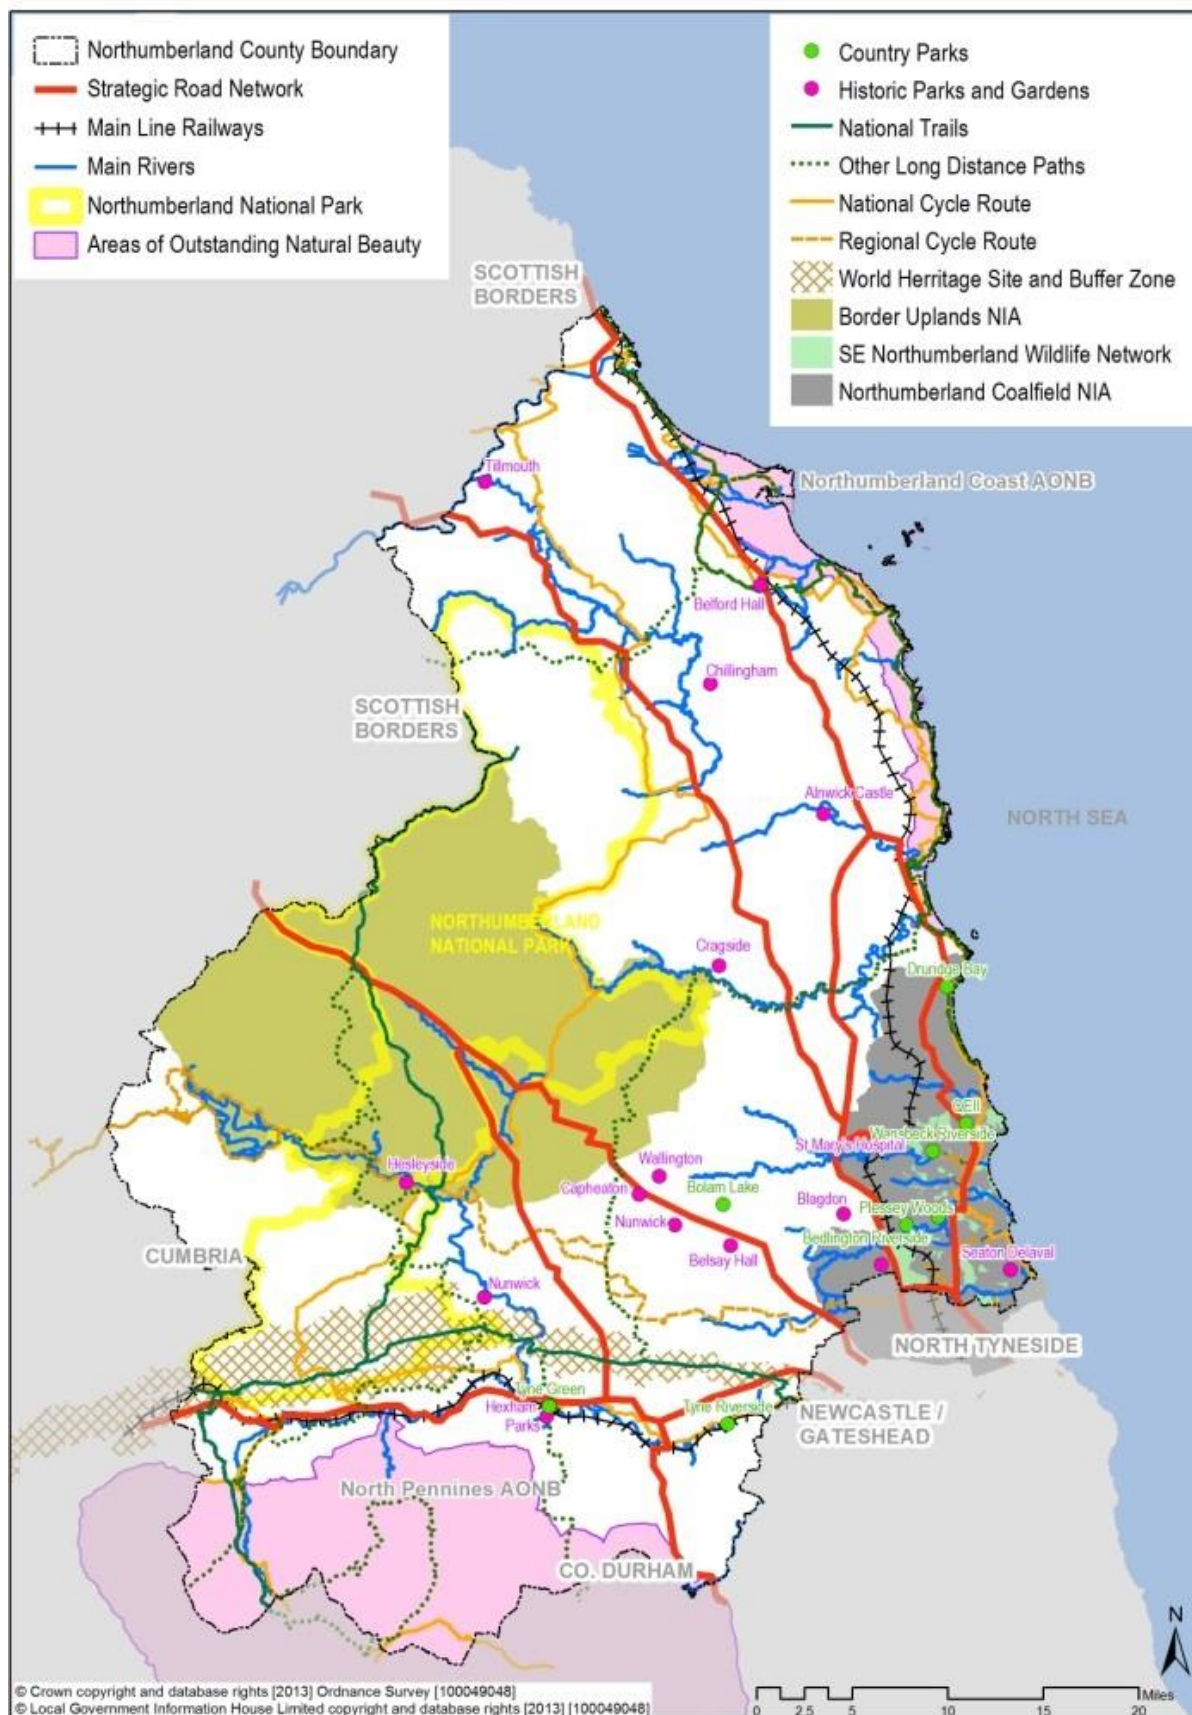 Northumberland County Boundary
Strategic Road Network
Main Line Railways
Main Rivers
Northumberland National Park
Areas of Outstanding Natural Beauty
Country Parks
Historic Parks and Gardens
National Trails
Other Long Distance Paths
National Cycle Route
Regional Cycle Route
World Herritage Site and Buffer Zone
Border Uplands NIA
SE Northumberland Wildlife Network
Northumberland Coalfield NIA
SCOTTISH
BORDERS
Tillmouth
Northumberland Coast AONB
Belford Hall
Chillingham
SCOTTISH
BORDERS
Alnwick Castle
NORTH SEA
NORTHUMBERLAND
NATIONAL PARK
Cragside
Druridge Bay
QEII
Wansbeck Riverside
St Mary's Hospital
Hesleyside
Wallington
Capheaton
Bolam Lake
Blagdon
Plessey Woods
Nunwick
Bedlington Riverside
Belsay Hall
Seaton Delaval
CUMBRIA
Nunwick
NORTH TYNESIDE
Tyne Green
Hexham
Parks
Tyne Riverside
NEWCASTLE /
GATESHEAD
North Pennines AONB
CO. DURHAM
N
Miles
0 2.5 5 10 15 20
© Crown copyright and database rights [2013] Ordnance Survey [100049048]
© Local Government Information House Limited copyright and database rights [2013] [100049048]